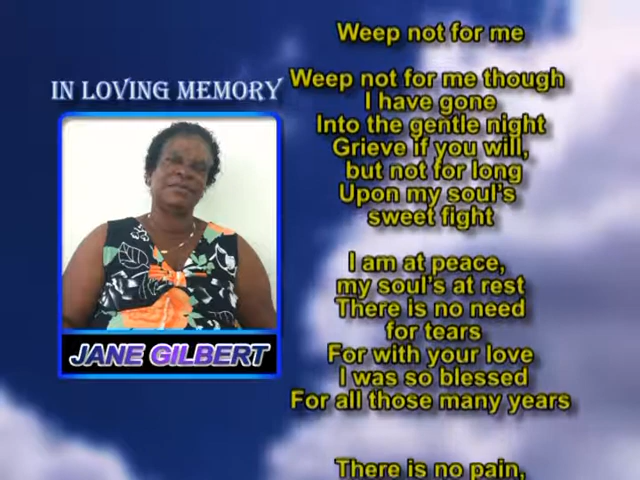 IN LOVING MEMORY
JANE GILBERT
Weep not for me
Weep not for me though
I have gone
Into the gentle night
Grieve if you will,
but not for long
Upon my soul's
sweet fight
I am at peace,
my soul's at rest
There is no need
for tears
For with your love
I was so blessed
For all those many years
There is no pain,